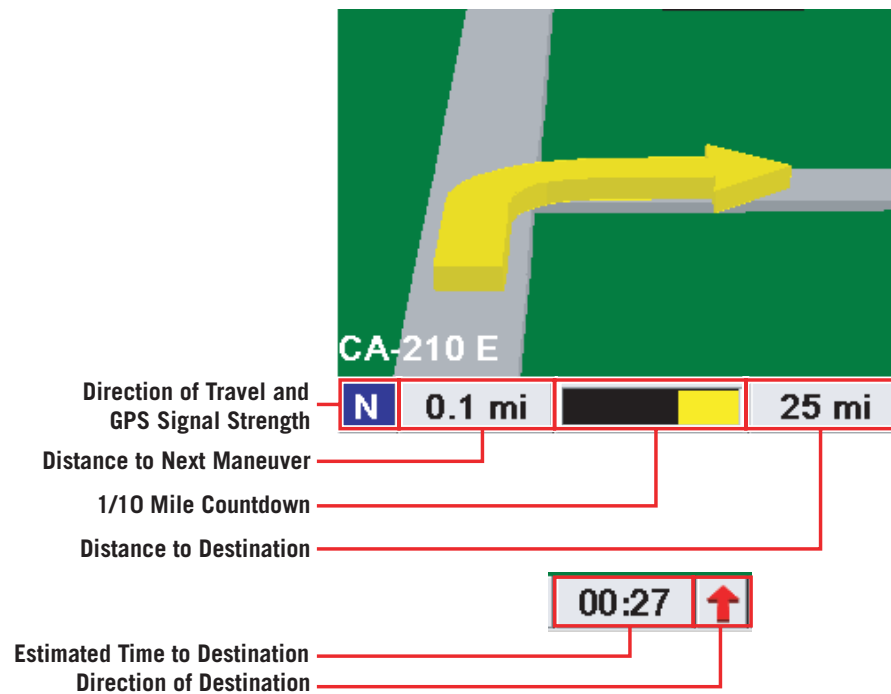 CA-210 E
Direction of Travel and
GPS Signal Strength
N 0.1 mi 25 mi
Distance to Next Maneuver
1/10 Mile Countdown
Distance to Destination
00:27
Estimated Time to Destination
Direction of Destination